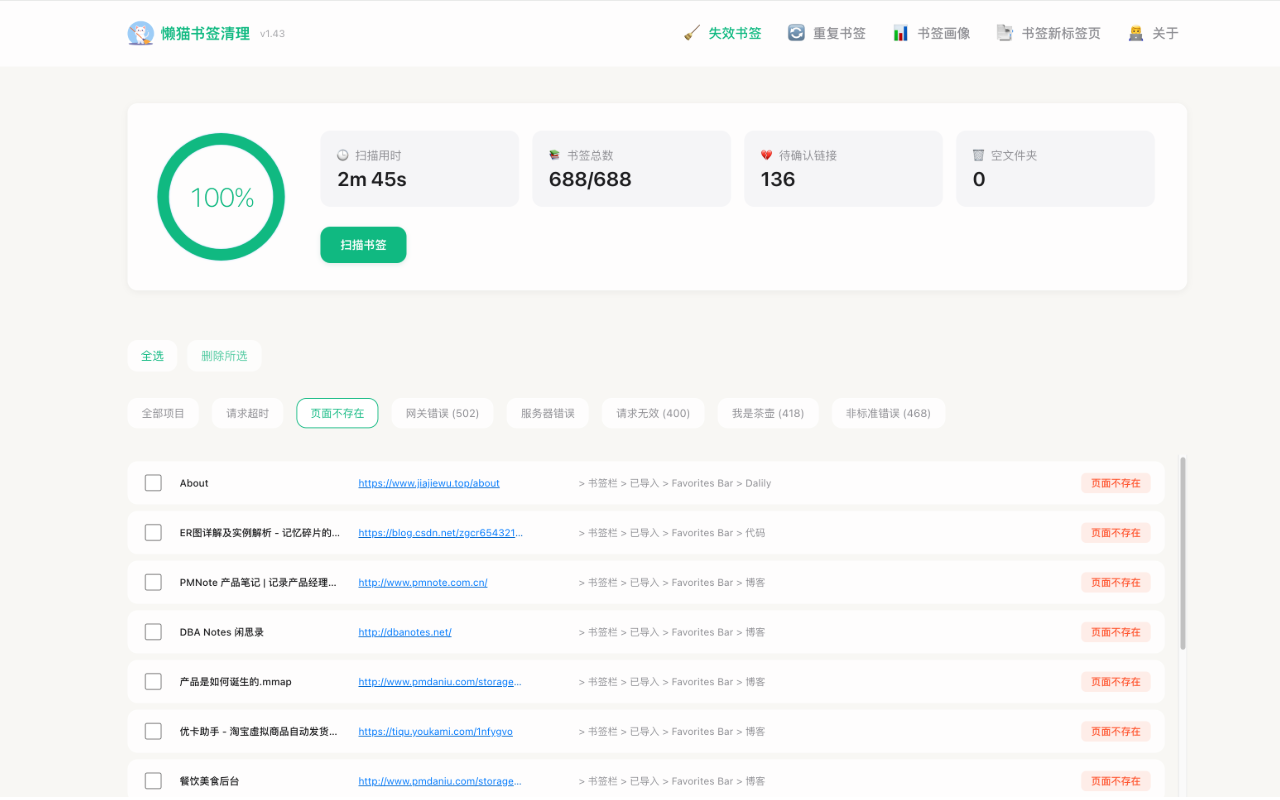 懒猫书签清理 v1.43
失效书签
重复书签
书签画像
书签新标签页
关于
100%
扫描用时
2m 45s
书签总数
688/688
待确认链接
136
空文件夹
0
扫描书签
全选
删除所选
全部项目
请求超时
页面不存在
网关错误 (502)
服务器错误
请求无效 (400)
我是茶壶 (418)
非标准错误 (468)
About https://www.jiajiewu.top/about > 书签栏 > 已导入 > Favorites Bar > Dalily 页面不存在
ER图详解及实例解析 - 记忆碎片的... https://blog.csdn.net/zgcr654321... > 书签栏 > 已导入 > Favorites Bar > 代码 页面不存在
PMNote 产品笔记 | 记录产品经理... http://www.pmnote.com.cn/ > 书签栏 > 已导入 > Favorites Bar > 博客 页面不存在
DBA Notes 闲思录 http://dbanotes.net/ > 书签栏 > 已导入 > Favorites Bar > 博客 页面不存在
产品是如何诞生的.mmap http://www.pmdaniu.com/storage... > 书签栏 > 已导入 > Favorites Bar > 博客 页面不存在
优卡助手 - 淘宝虚拟商品自动发货... https://tiqu.youkami.com/1nfygvo > 书签栏 > 已导入 > Favorites Bar > 博客 页面不存在
餐饮美食后台 http://www.pmdaniu.com/storage... > 书签栏 > 已导入 > Favorites Bar > 博客 页面不存在